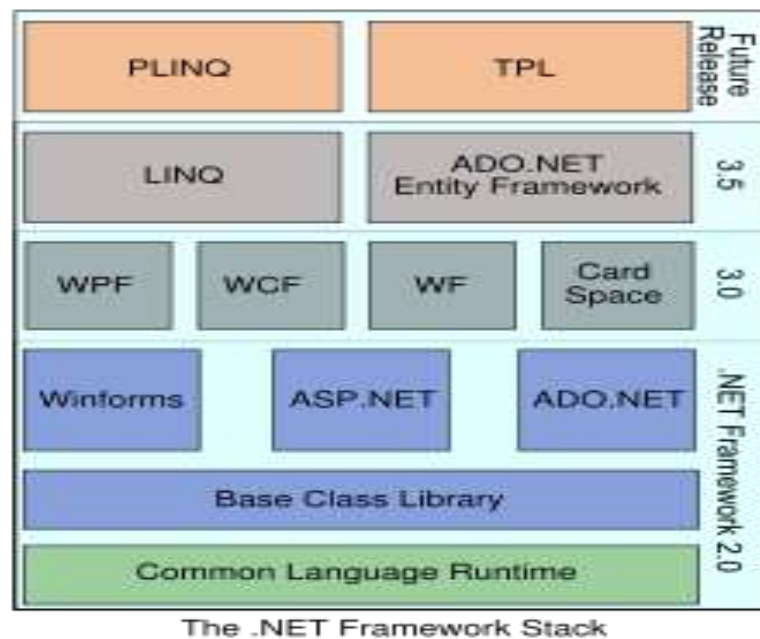 PLINQ
TPL
Future
Release
LINQ
ADO.NET
Entity Framework
3.5
WPF
WCF
WF
Card
Space
3.0
Winforms
ASP.NET
ADO.NET
.NET Framework 2.0
Base Class Library
Common Language Runtime
The .NET Framework Stack